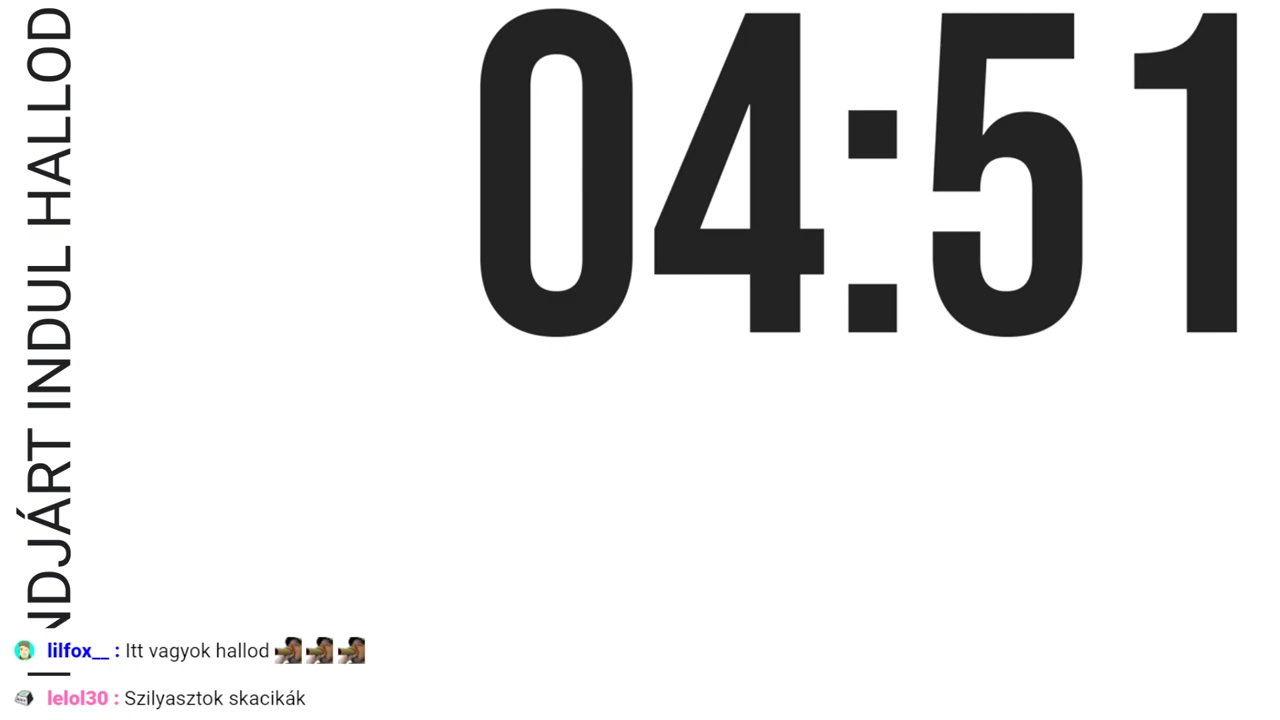 04:51
NDJÁRT INDUL HALLOD
lilfox__ : Itt vagyok hallod
lelol30 : Szilyasztok skacikák